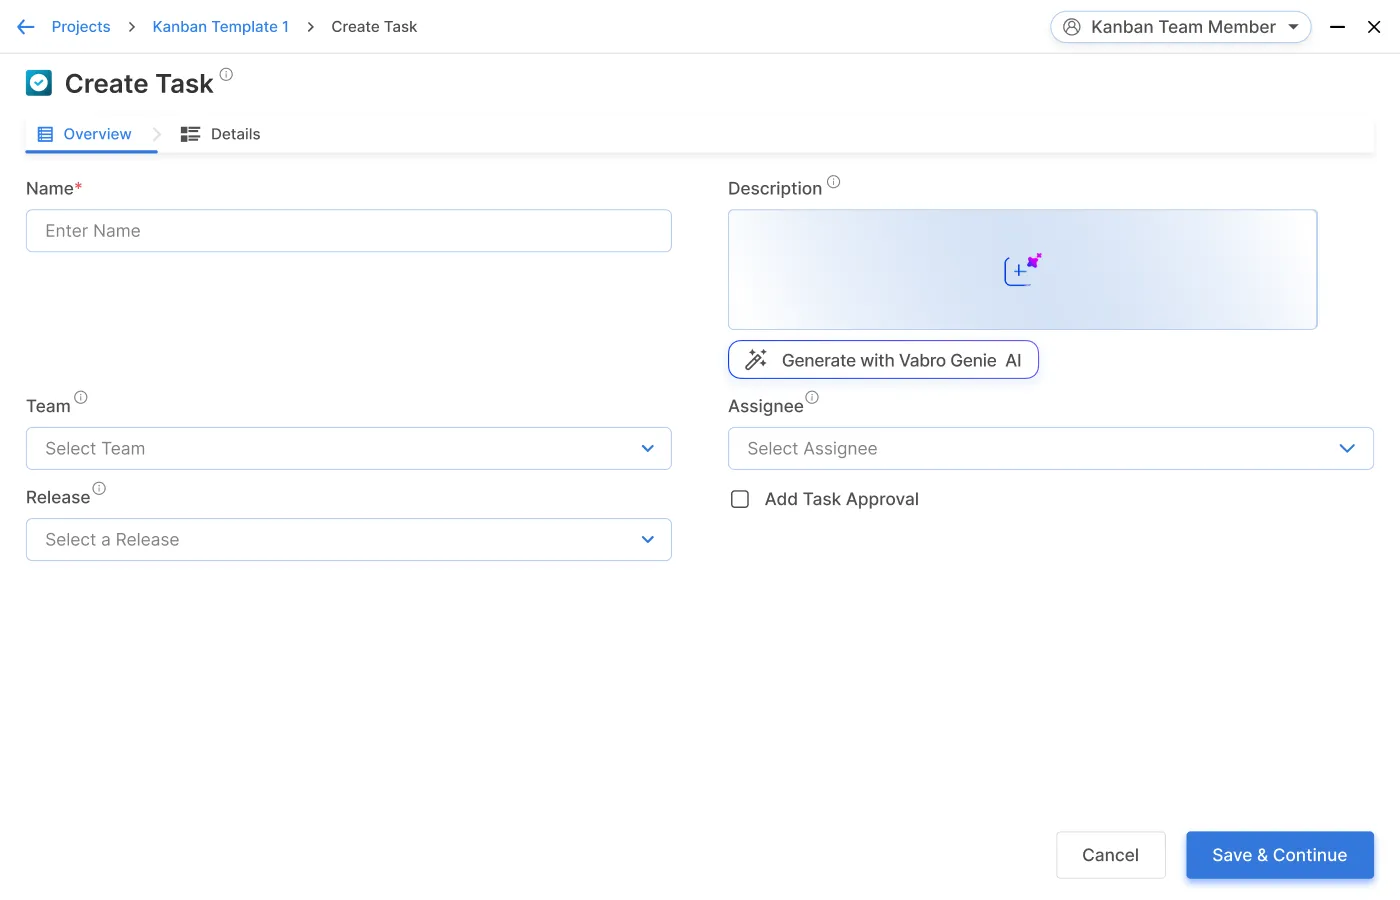 Projects > Kanban Template 1 > Create Task
Kanban Team Member
Create Task
Overview
Details
Name*
Enter Name
Description
Generate with Vabro Genie AI
Team
Select Team
Assignee
Select Assignee
Release
Select a Release
Add Task Approval
Cancel
Save & Continue